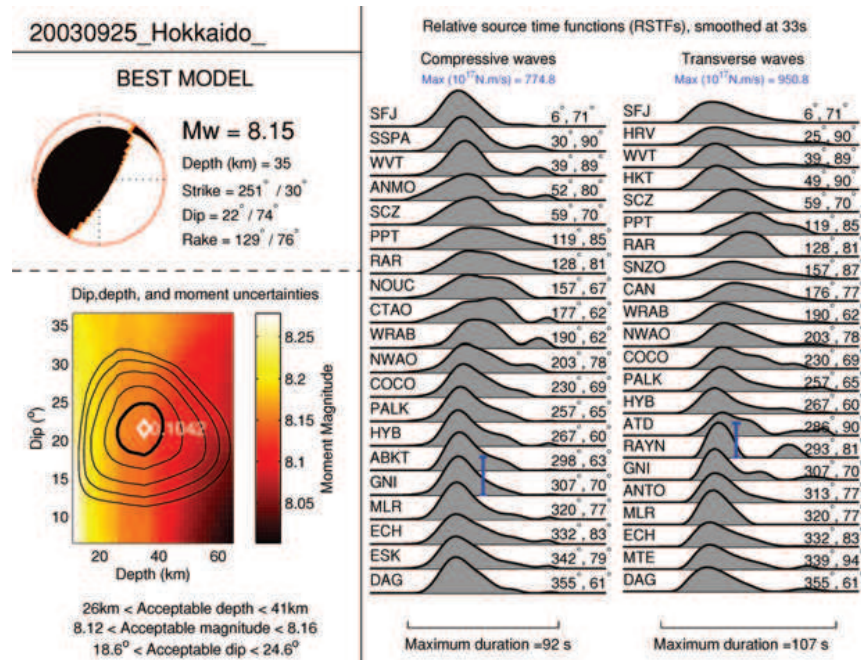 20030925_Hokkaido_
BEST MODEL
Mw = 8.15
Depth (km) = 35
Strike = 251° / 30°
Dip = 22° / 74°
Rake = 129° / 76°
Dip,depth, and moment uncertainties
35
30
25
20
15
10
Dip (°)
20
40
60
Depth (km)
0.1042
8.25
8.2
8.15
8.1
8.05
Moment Magnitude
26km < Acceptable depth < 41km
8.12 < Acceptable magnitude < 8.16
18.6° < Acceptable dip < 24.6°
Relative source time functions (RSTFs), smoothed at 33s
Compressive waves
Max (10¹⁷N.m/s) = 774.8
SFJ 6°, 71°
SSPA 30°, 90°
WVT 39°, 89°
ANMO 52°, 80°
SCZ 59°, 70°
PPT 119°, 85°
RAR 128°, 81°
NOUC 157°, 67°
CTAO 177°, 62°
WRAB 190°, 62°
NWAO 203°, 78°
COCO 230°, 69°
PALK 257°, 65°
HYB 267°, 60°
ABKT 298°, 63°
GNI 307°, 70°
MLR 320°, 77°
ECH 332°, 83°
ESK 342°, 79°
DAG 355°, 61°
Maximum duration =92 s
Transverse waves
Max (10¹⁷N.m/s) = 950.8
SFJ 6°, 71°
HRV 25°, 90°
WVT 39°, 89°
HKT 49°, 90°
SCZ 59°, 70°
PPT 119°, 85°
RAR 128°, 81°
SNZO 157°, 87°
CAN 176°, 77°
WRAB 190°, 62°
NWAO 203°, 78°
COCO 230°, 69°
PALK 257°, 65°
HYB 267°, 60°
ATD 286°, 90°
RAYN 293°, 81°
GNI 307°, 70°
ANTO 313°, 77°
MLR 320°, 77°
ECH 332°, 83°
MTE 339°, 94°
DAG 355°, 61°
Maximum duration =107 s